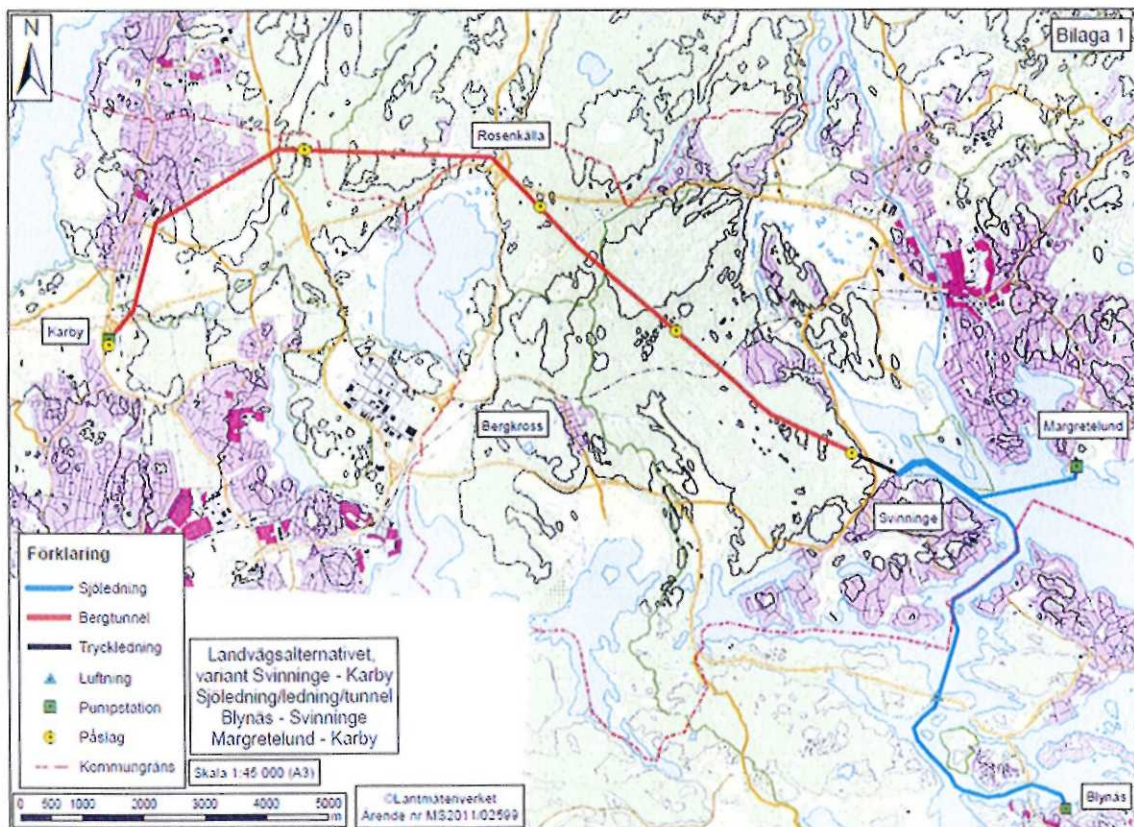 N
Bilaga 1
Rosenkälla
Karby
Bergkross
Margretelund
Svinninge
Blynäs
Förklaring
Sjöledning
Bergtunnel
Tryckledning
Luftning
Pumpstation
Påslag
Kommungräns
Landvägsalternativet,
variant Svinninge - Karby
Sjöledning/ledning/tunnel
Blynäs - Svinninge
Margretelund - Karby
Skala 1:45 000 (A3)
0 500 1000 2000 3000 4000 5000
m
©Lantmäteriverket
Ärende nr MS2011/02599